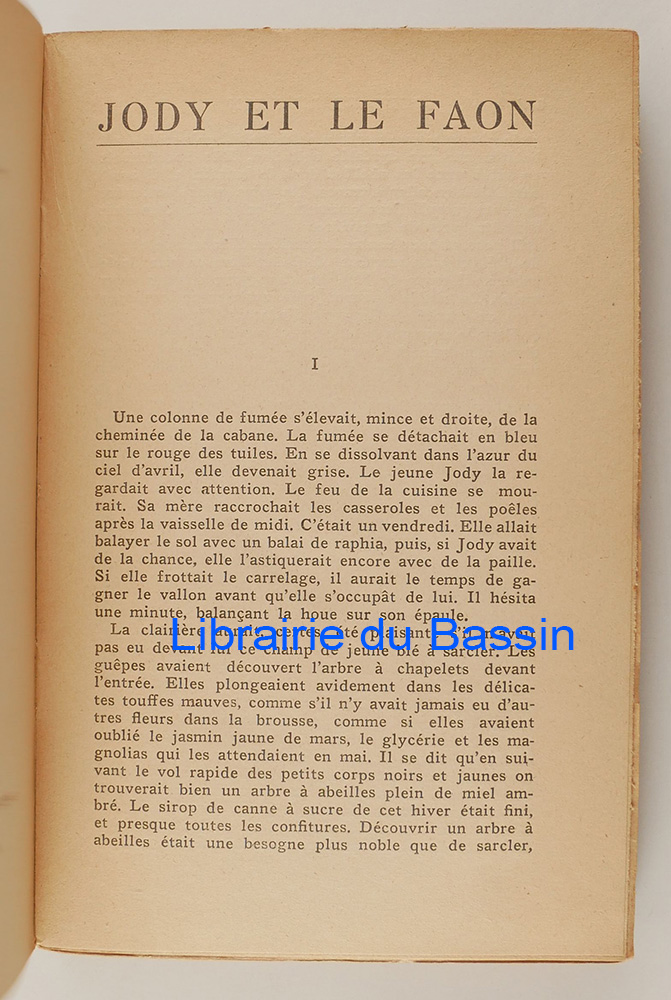 JODY ET LE FAON
I
Une colonne de fumée s'élevait, mince et droite, de la
cheminée de la cabane. La fumée se détachait en bleu
sur le rouge des tuiles. En se dissolvant dans l'azur du
ciel d'avril, elle devenait grise. Le jeune Jody la re-
gardait avec attention. Le feu de la cuisine se mou-
rait. Sa mère raccrochait les casseroles et les poêles
après la vaisselle de midi. C'était un vendredi. Elle allait
balayer le sol avec un balai de raphia, puis, si Jody avait
de la chance, elle l'astiquerait encore avec de la paille.
Si elle frottait le carrelage, il aurait le temps de ga-
gner le vallon avant qu'elle s'occupât de lui. Il hésita
une minute, balançant la houe sur son épaule.
La clairière certes été plaisante
Librairie du Bassin
pas eu devant lui ce champ de jeune blé à sarcler. Les
guêpes avaient découvert l'arbre à chapelets devant
l'entrée. Elles plongeaient avidement dans les délica-
tes touffes mauves, comme s'il n'y avait jamais eu d'au-
tres fleurs dans la brousse, comme si elles avaient
oublié le jasmin jaune de mars, le glycérie et les ma-
gnolias qui les attendaient en mai. Il se dit qu'en sui-
vant le vol rapide des petits corps noirs et jaunes on
trouverait bien un arbre à abeilles plein de miel am-
bré. Le sirop de canne à sucre de cet hiver était fini,
et presque toutes les confitures. Découvrir un arbre à
abeilles était une besogne plus noble que de sarcler,